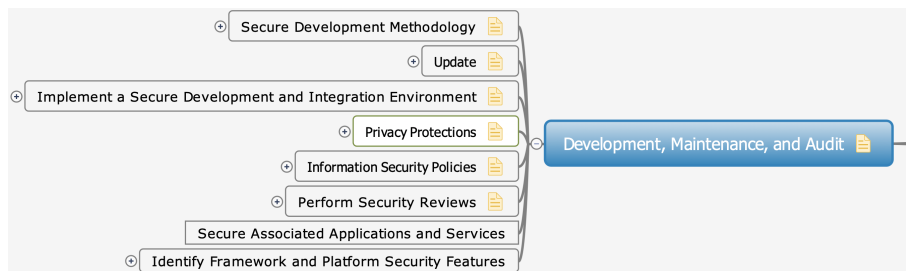 Secure Development Methodology
Update
Implement a Secure Development and Integration Environment
Privacy Protections
Development, Maintenance, and Audit
Information Security Policies
Perform Security Reviews
Secure Associated Applications and Services
Identify Framework and Platform Security Features